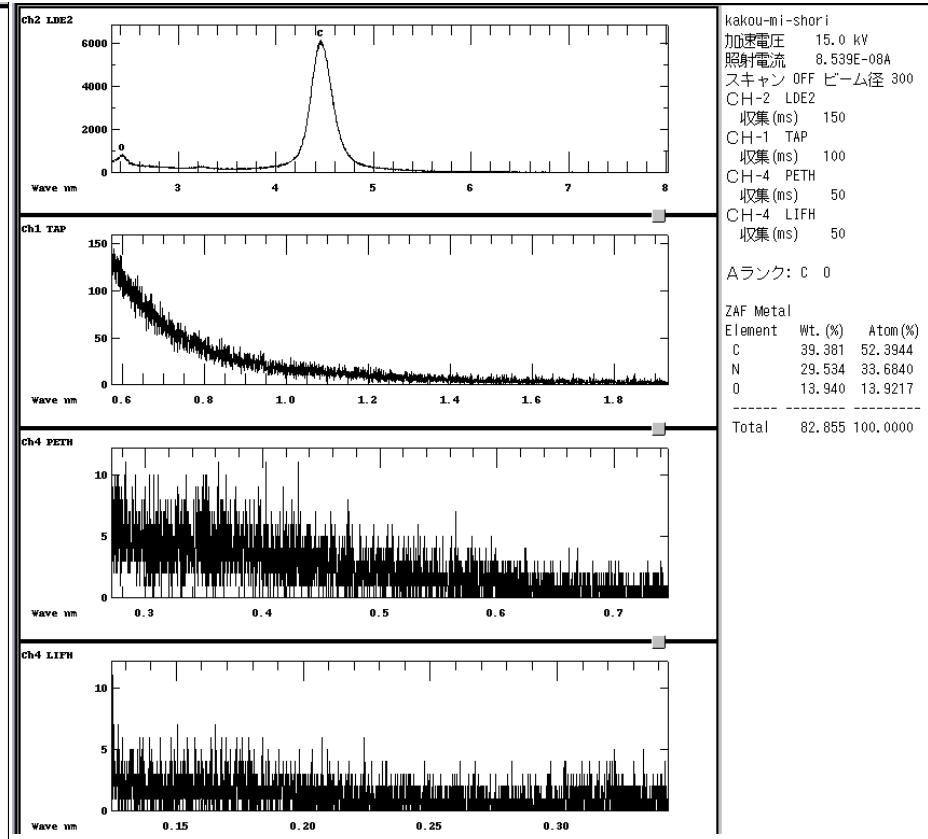 Ch2 LDE2
C
6000
4000
2000
O
0
Wave nm 3 4 5 6 7 8
Ch1 TAP
150
100
50
0
Wave nm 0.6 0.8 1.0 1.2 1.4 1.6 1.8
Ch4 PETH
10
5
0
Wave nm 0.3 0.4 0.5 0.6 0.7
Ch4 LIFH
10
5
0
Wave nm 0.15 0.20 0.25 0.30
kakou-mi-shori
加速電圧 15.0 kV
照射電流 8.539E-08A
スキャン OFF ビーム径 300
CH-2 LDE2
収集(ms) 150
CH-1 TAP
収集(ms) 100
CH-4 PETH
収集(ms) 50
CH-4 LIFH
収集(ms) 50
Aランク: C O
ZAF Metal
Element Wt.(%) Atom(%)
C 39.381 52.3944
N 29.534 33.6840
O 13.940 13.9217
------ -------- ----------
Total 82.855 100.0000